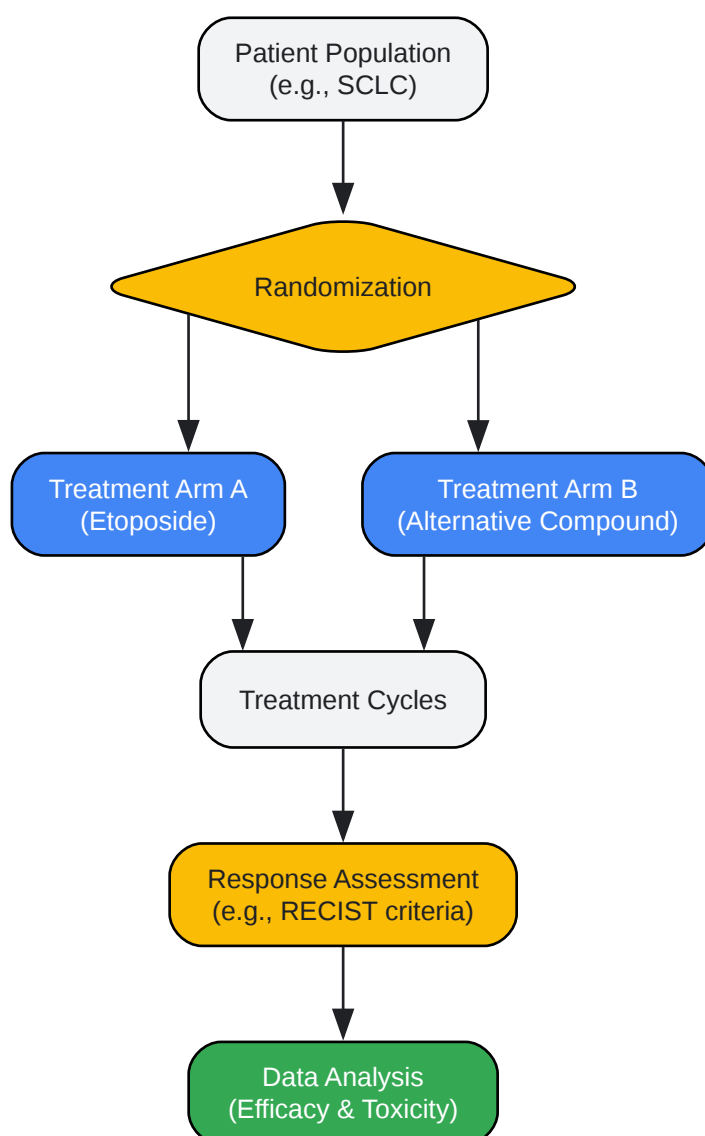 Patient Population
(e.g., SCLC)
Randomization
Treatment Arm A
(Etoposide)
Treatment Arm B
(Alternative Compound)
Treatment Cycles
Response Assessment
(e.g., RECIST criteria)
Data Analysis
(Efficacy & Toxicity)